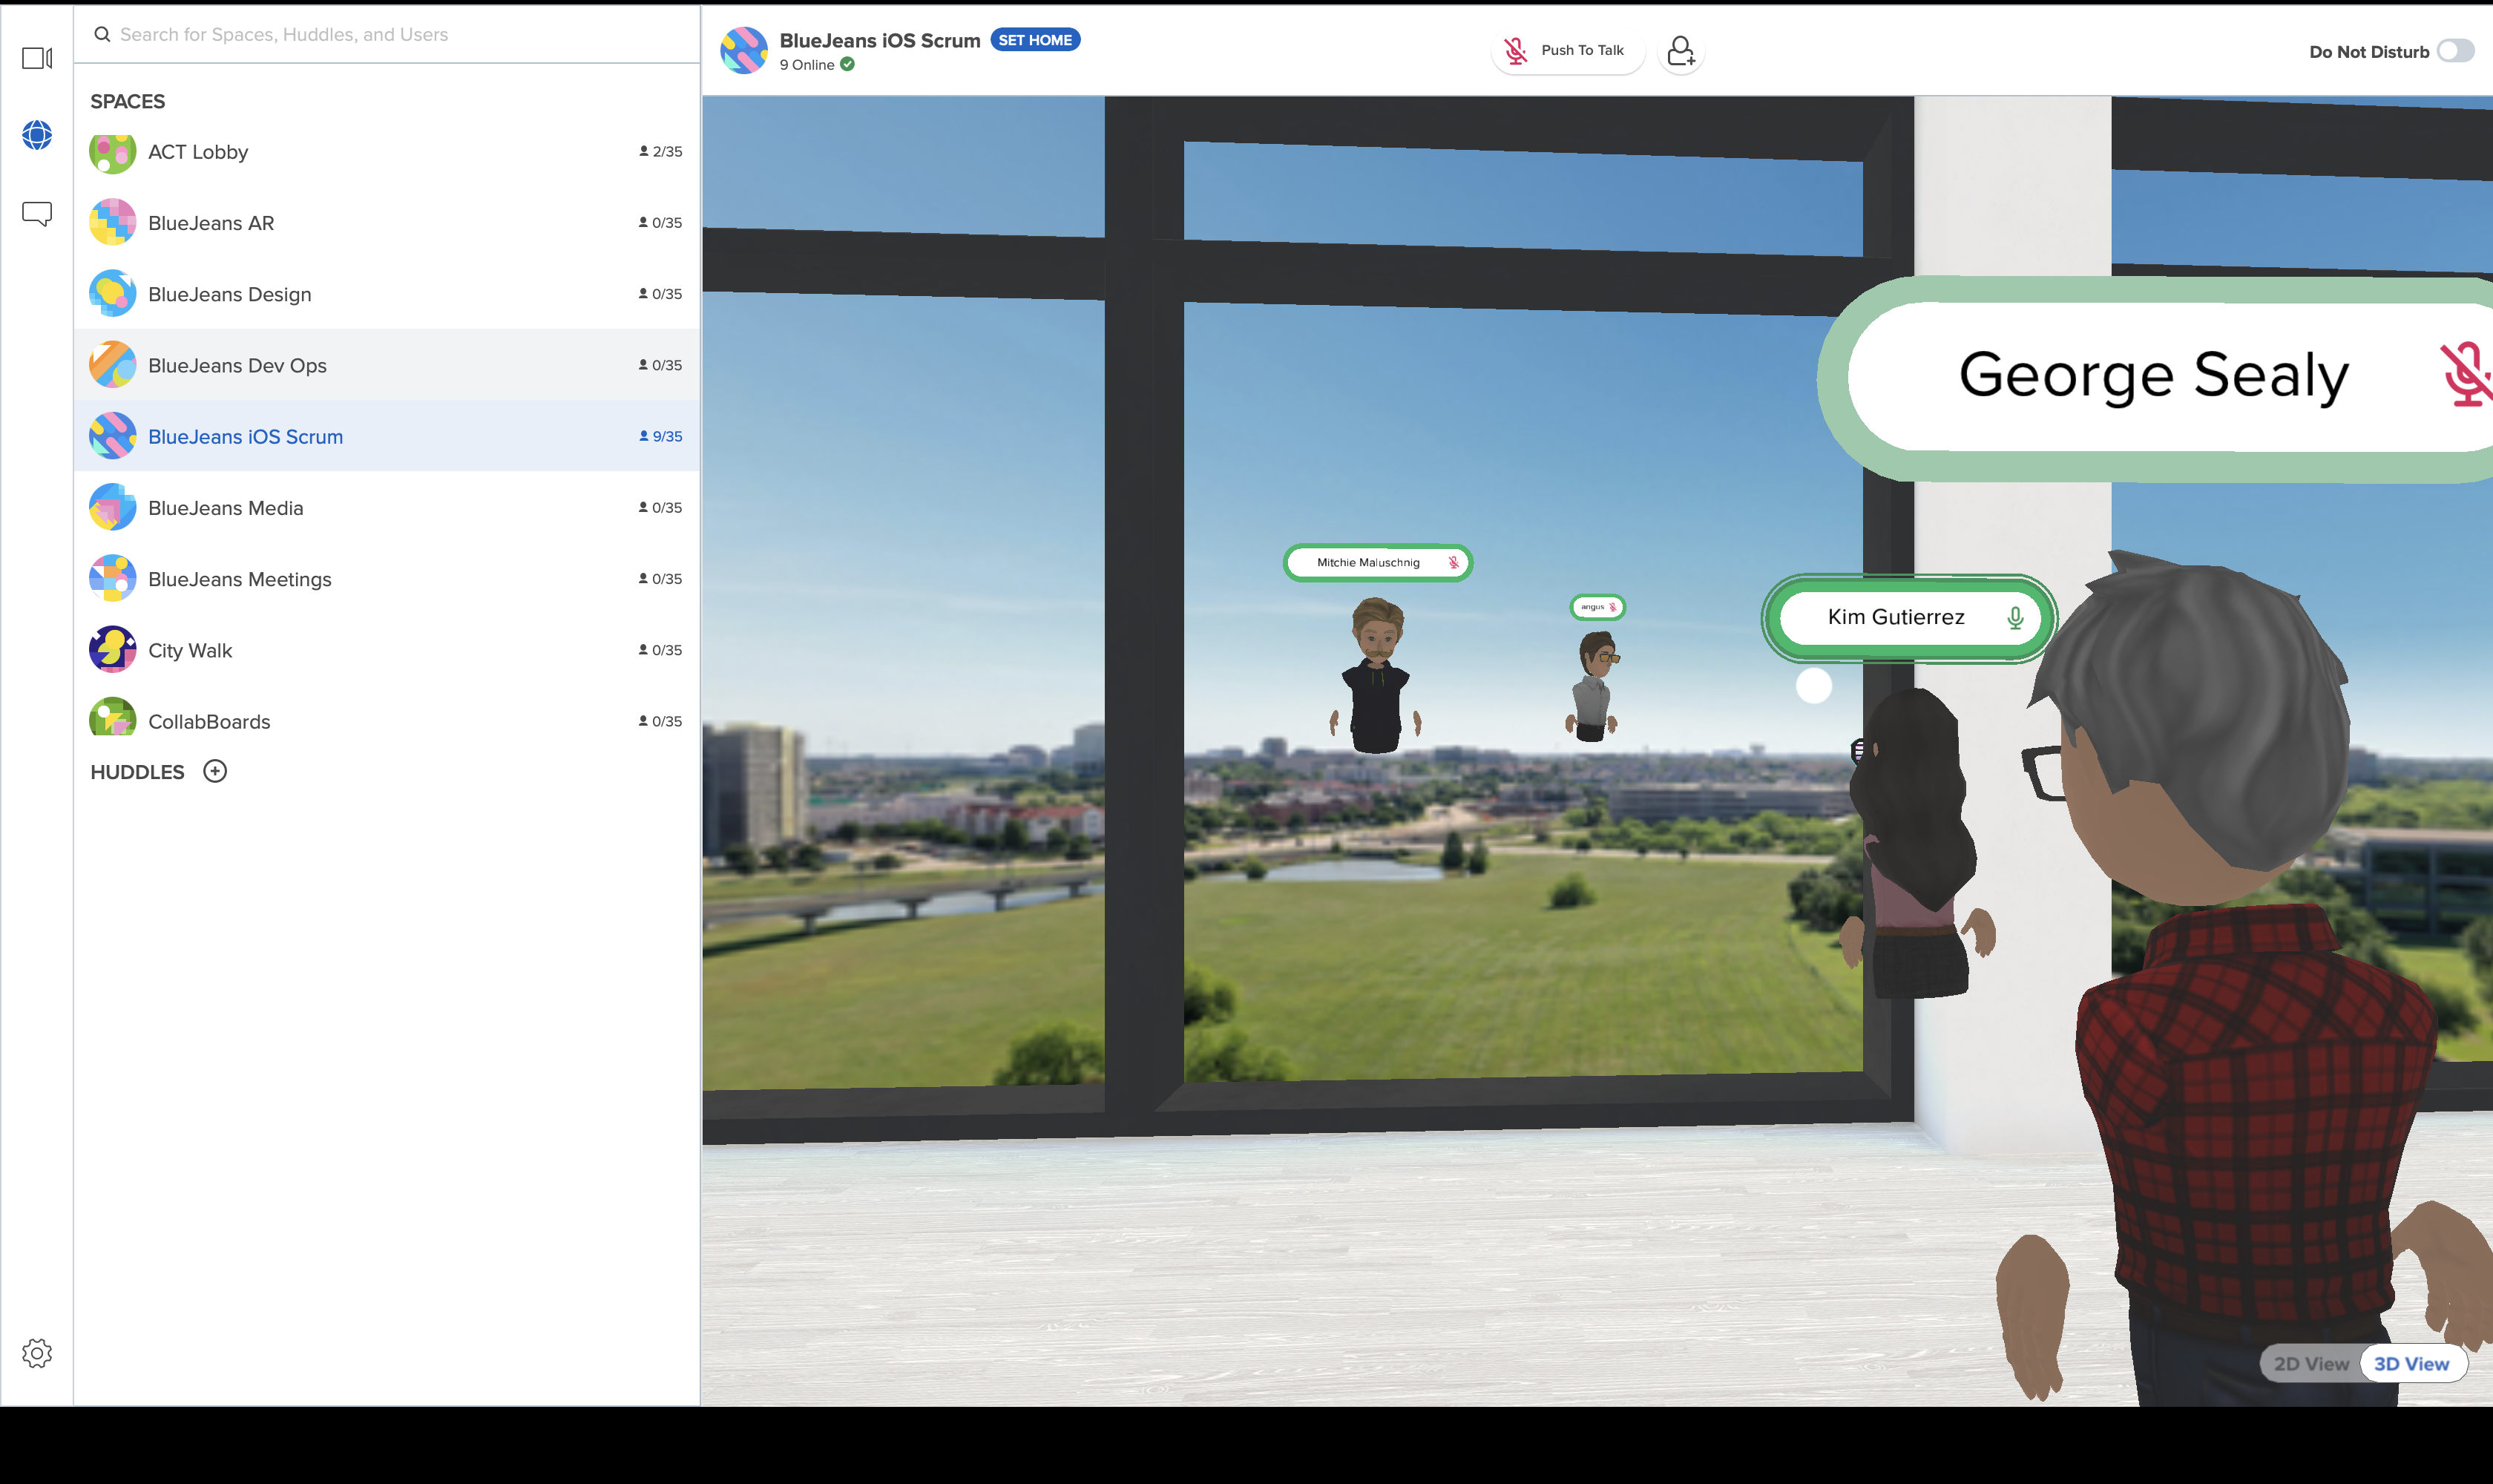 Search for Spaces, Huddles, and Users
SPACES
ACT Lobby 2/35
BlueJeans AR 0/35
BlueJeans Design 0/35
BlueJeans Dev Ops 0/35
BlueJeans iOS Scrum 9/35
BlueJeans Media 0/35
BlueJeans Meetings 0/35
City Walk 0/35
CollabBoards 0/35
HUDDLES
BlueJeans iOS Scrum SET HOME
9 Online
Push To Talk
Do Not Disturb
George Sealy
Mitchie Maluschnig
angus
Kim Gutierrez
2D View 3D View